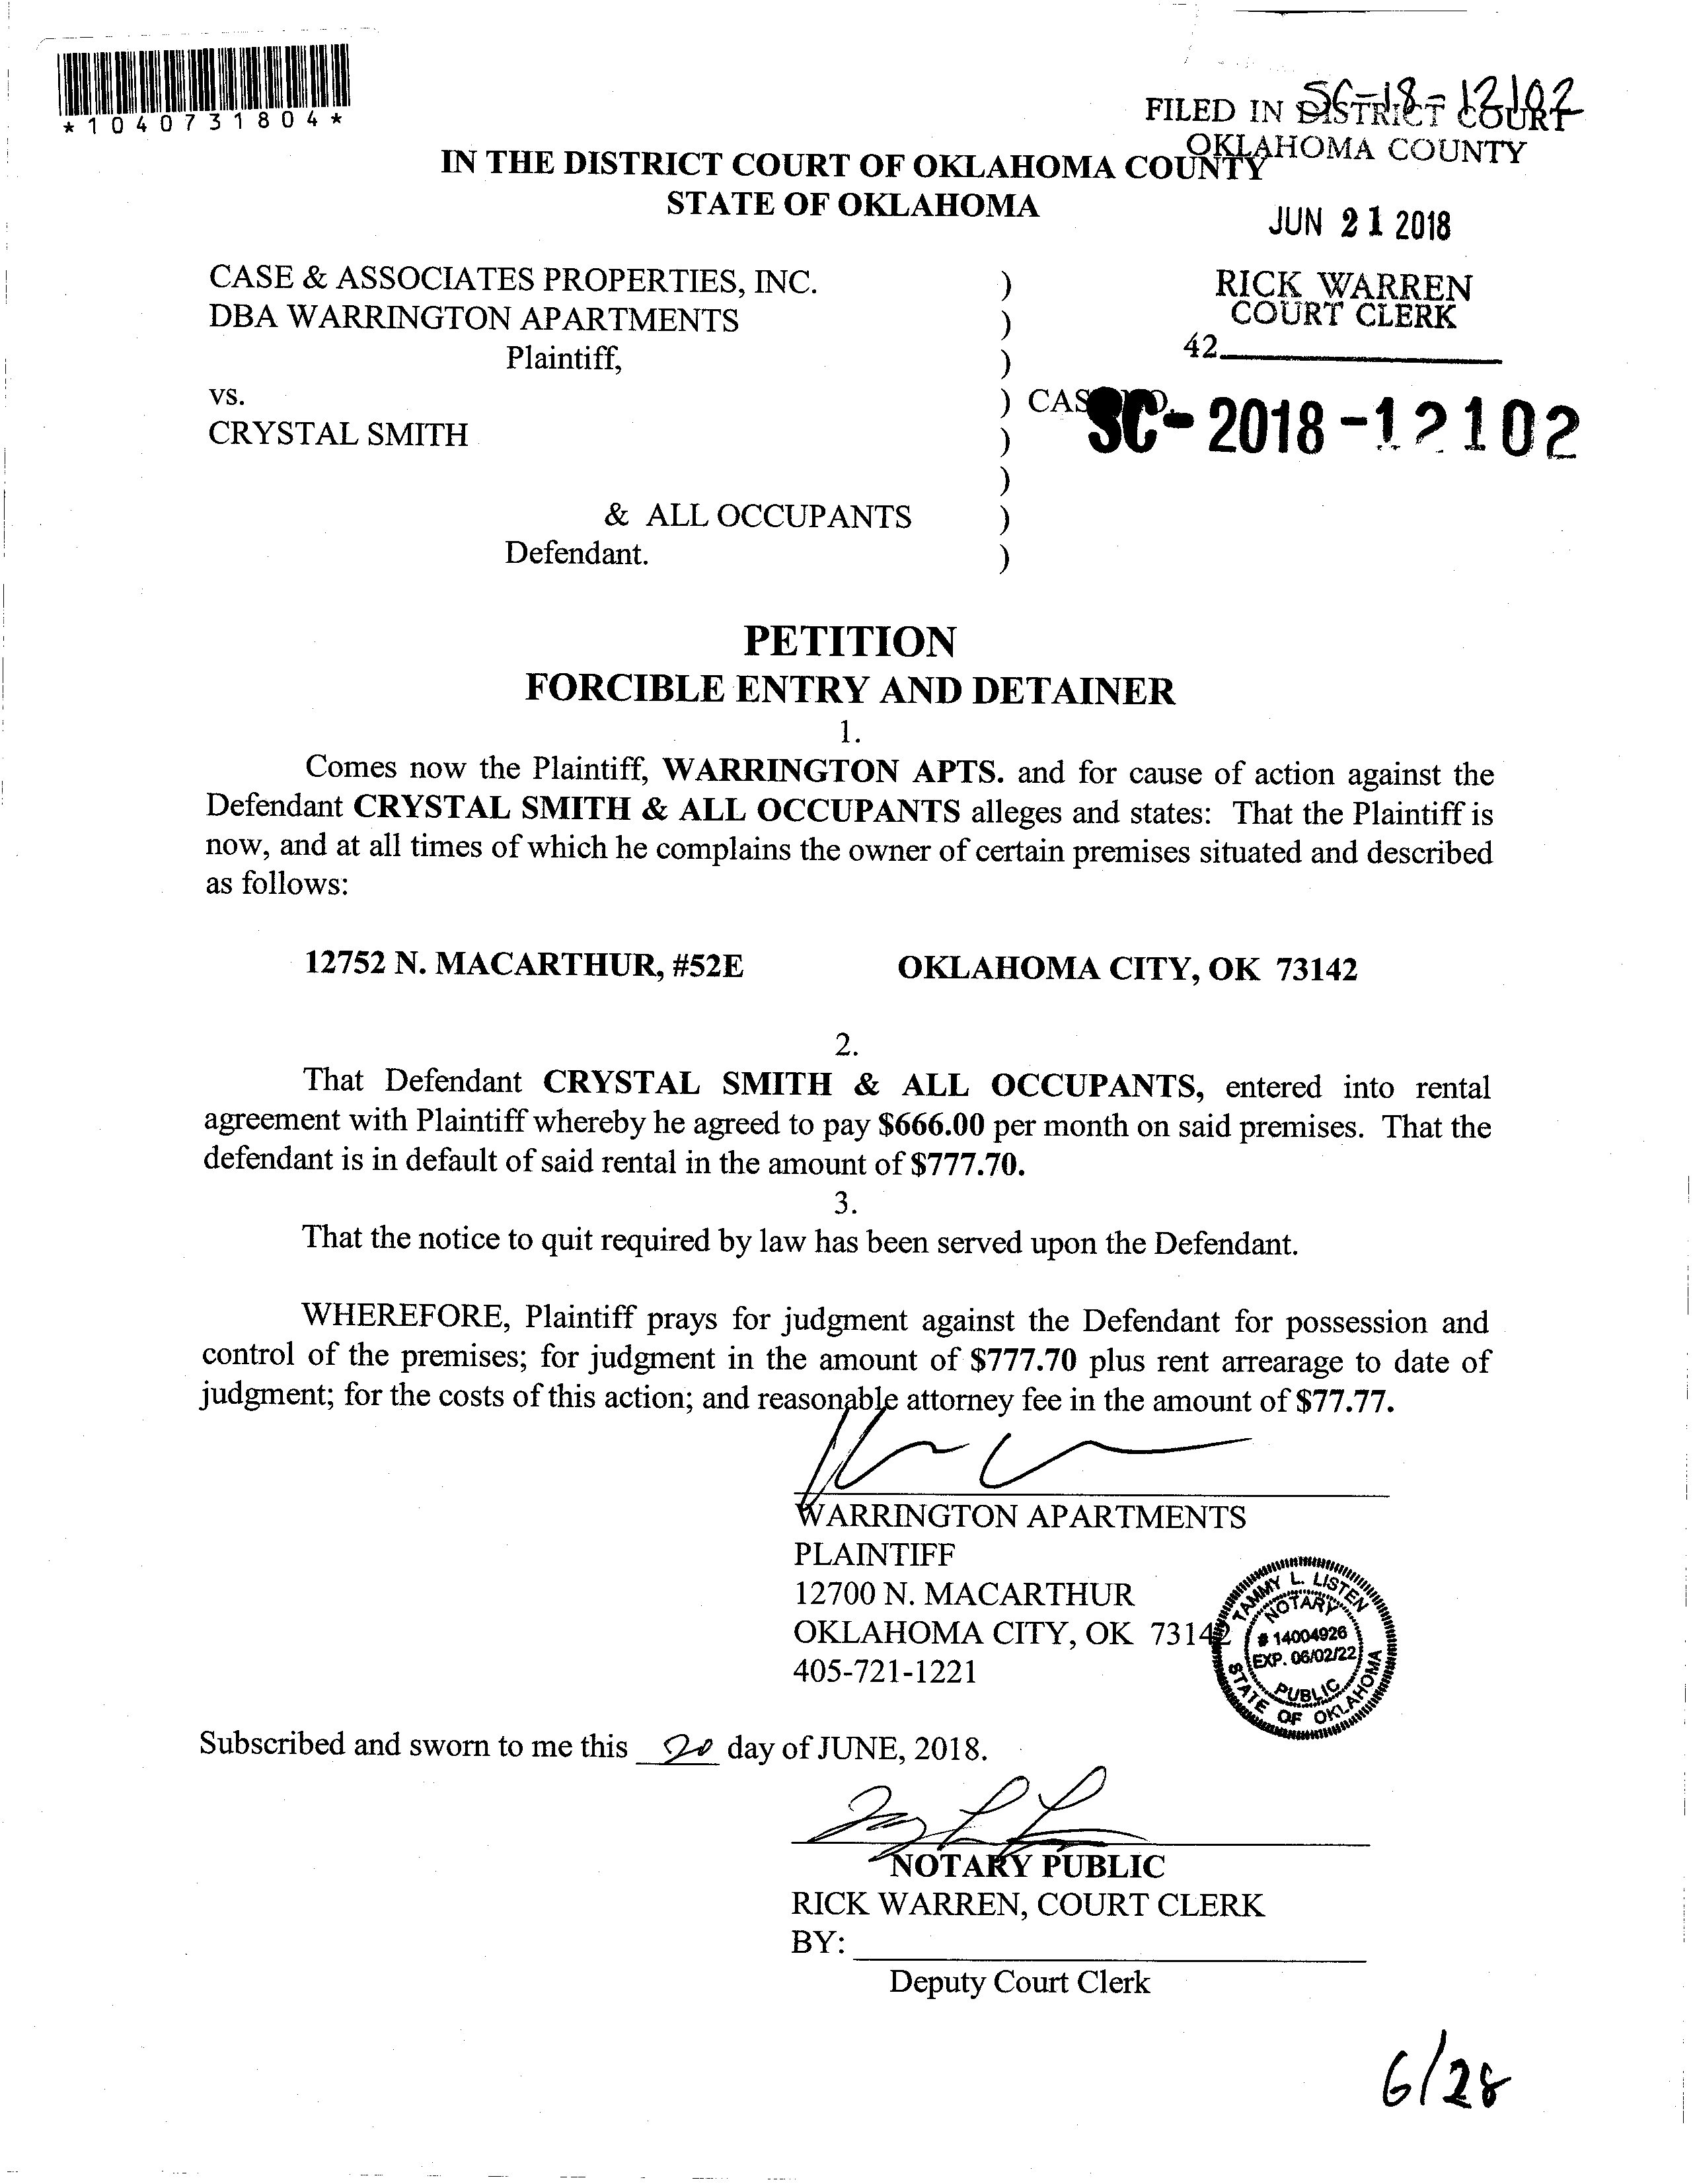 *1040731804*
SC-18-12102
FILED IN DISTRICT COURT
OKLAHOMA COUNTY
IN THE DISTRICT COURT OF OKLAHOMA COUNTY
STATE OF OKLAHOMA
JUN 21 2018
RICK WARREN
COURT CLERK
42
CASE & ASSOCIATES PROPERTIES, INC. )
DBA WARRINGTON APARTMENTS )
Plaintiff, )
vs. ) CASE NO.
SC-2018-12102
CRYSTAL SMITH )
)
& ALL OCCUPANTS )
Defendant. )
PETITION
FORCIBLE ENTRY AND DETAINER
1.
Comes now the Plaintiff, WARRINGTON APTS. and for cause of action against the
Defendant CRYSTAL SMITH & ALL OCCUPANTS alleges and states: That the Plaintiff is
now, and at all times of which he complains the owner of certain premises situated and described
as follows:
12752 N. MACARTHUR, #52E OKLAHOMA CITY, OK 73142
2.
That Defendant CRYSTAL SMITH & ALL OCCUPANTS, entered into rental
agreement with Plaintiff whereby he agreed to pay $666.00 per month on said premises. That the
defendant is in default of said rental in the amount of $777.70.
3.
That the notice to quit required by law has been served upon the Defendant.
WHEREFORE, Plaintiff prays for judgment against the Defendant for possession and
control of the premises; for judgment in the amount of $777.70 plus rent arrearage to date of
judgment; for the costs of this action; and reasonable attorney fee in the amount of $77.77.
WARRINGTON APARTMENTS
PLAINTIFF
12700 N. MACARTHUR
OKLAHOMA CITY, OK 73142
405-721-1221
TAMMY L. LISTEN
NOTARY
# 14004926
EXP. 06/02/22
PUBLIC
STATE OF OKLAHOMA
Subscribed and sworn to me this 20 day of JUNE, 2018.
NOTARY PUBLIC
RICK WARREN, COURT CLERK
BY:
Deputy Court Clerk
6/28